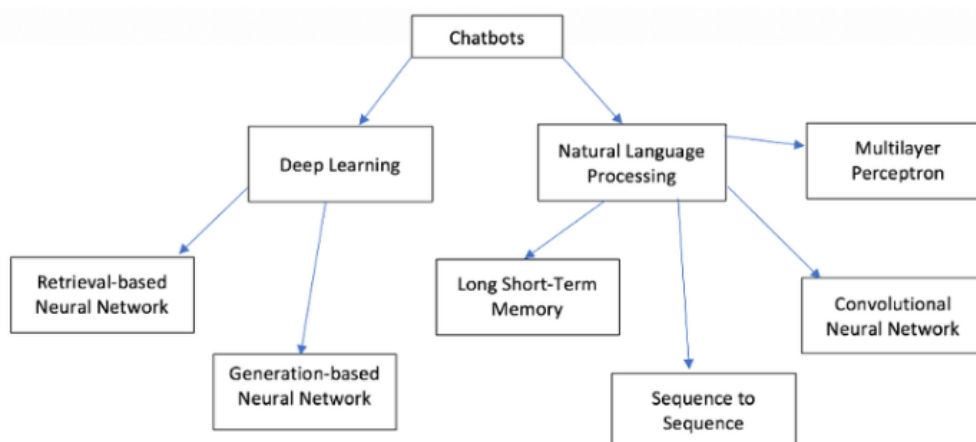 Chatbots
Deep Learning
Natural Language
Processing
Multilayer
Perceptron
Retrieval-based
Neural Network
Generation-based
Neural Network
Long Short-Term
Memory
Sequence to
Sequence
Convolutional
Neural Network